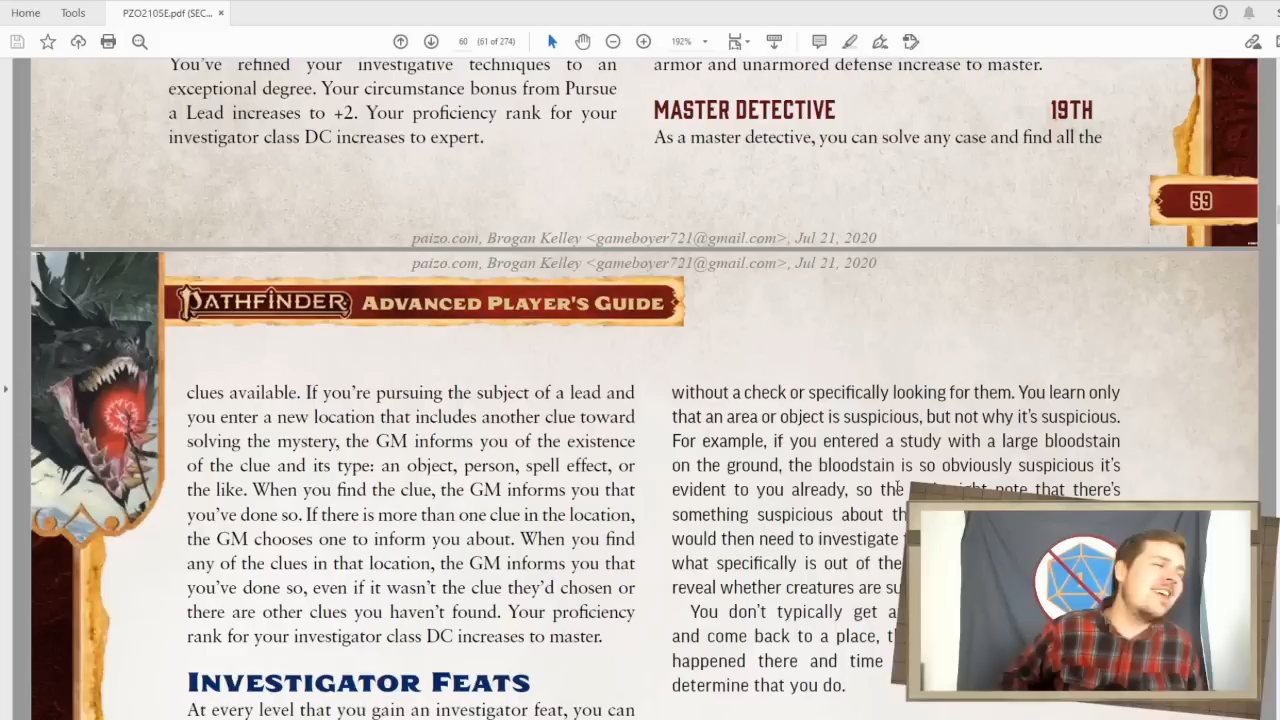 Home Tools PZO2105E.pdf (SEC... ×
60 (61 of 274) 192%
You've refined your investigative techniques to an
exceptional degree. Your circumstance bonus from Pursue
a Lead increases to +2. Your proficiency rank for your
investigator class DC increases to expert.
armor and unarmored defense increase to master.
MASTER DETECTIVE 19TH
As a master detective, you can solve any case and find all the
59
paizo.com, Brogan Kelley <gameboyer721@gmail.com>, Jul 21, 2020
paizo.com, Brogan Kelley <gameboyer721@gmail.com>, Jul 21, 2020
PATHFINDER ADVANCED PLAYER'S GUIDE
clues available. If you're pursuing the subject of a lead and
you enter a new location that includes another clue toward
solving the mystery, the GM informs you of the existence
of the clue and its type: an object, person, spell effect, or
the like. When you find the clue, the GM informs you that
you've done so. If there is more than one clue in the location,
the GM chooses one to inform you about. When you find
any of the clues in that location, the GM informs you that
you've done so, even if it wasn't the clue they'd chosen or
there are other clues you haven't found. Your proficiency
rank for your investigator class DC increases to master.
INVESTIGATOR FEATS
At every level that you gain an investigator feat, you can
without a check or specifically looking for them. You learn only
that an area or object is suspicious, but not why it's suspicious.
For example, if you entered a study with a large bloodstain
on the ground, the bloodstain is so obviously suspicious it's
evident to you already, so the note that there's
something suspicious about
would then need to investigate
what specifically is out of the
reveal whether creatures are
You don't typically get
and come back to a place,
happened there and time
determine that you do.